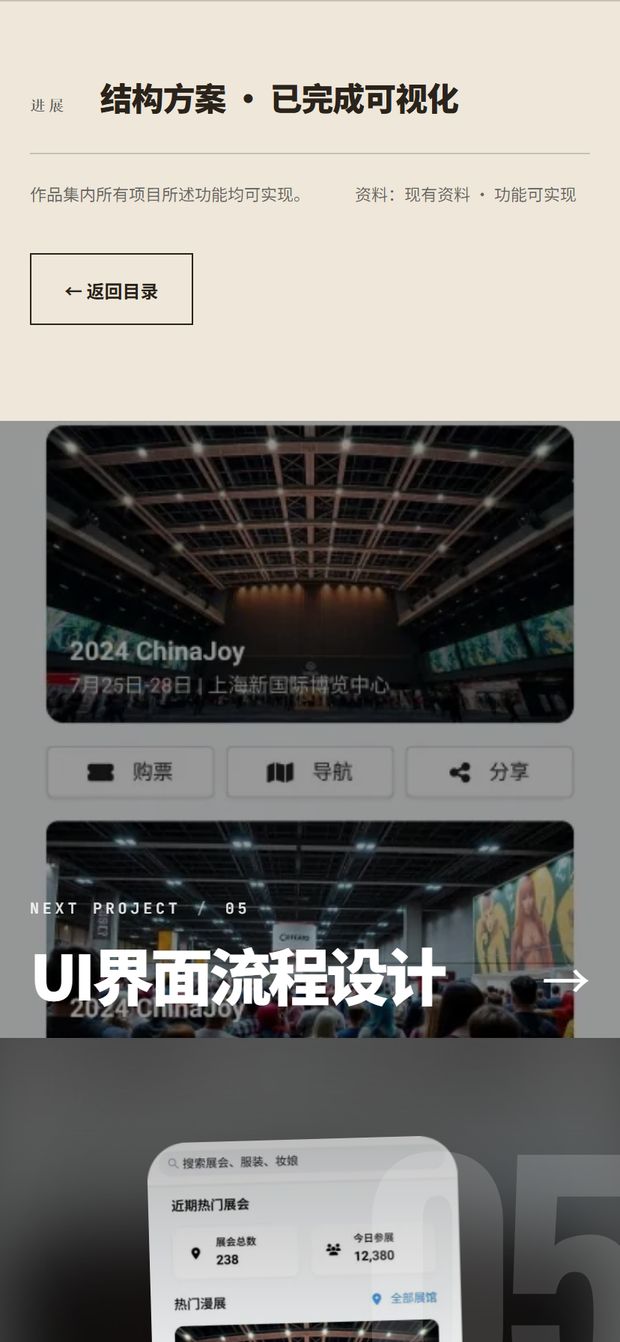 进展
结构方案 • 已完成可视化
作品集内所有项目所述功能均可实现。
资料：现有资料 • 功能可实现
← 返回目录
2024 ChinaJoy
7月25日-28日 | 上海新国际博览中心
购票
导航
分享
NEXT PROJECT / 05
UI界面流程设计 →
2024 ChinaJoy
搜索展会、服装、妆娘
近期热门展会
展会总数
238
今日参展
12,380
热门漫展
全部展馆
05